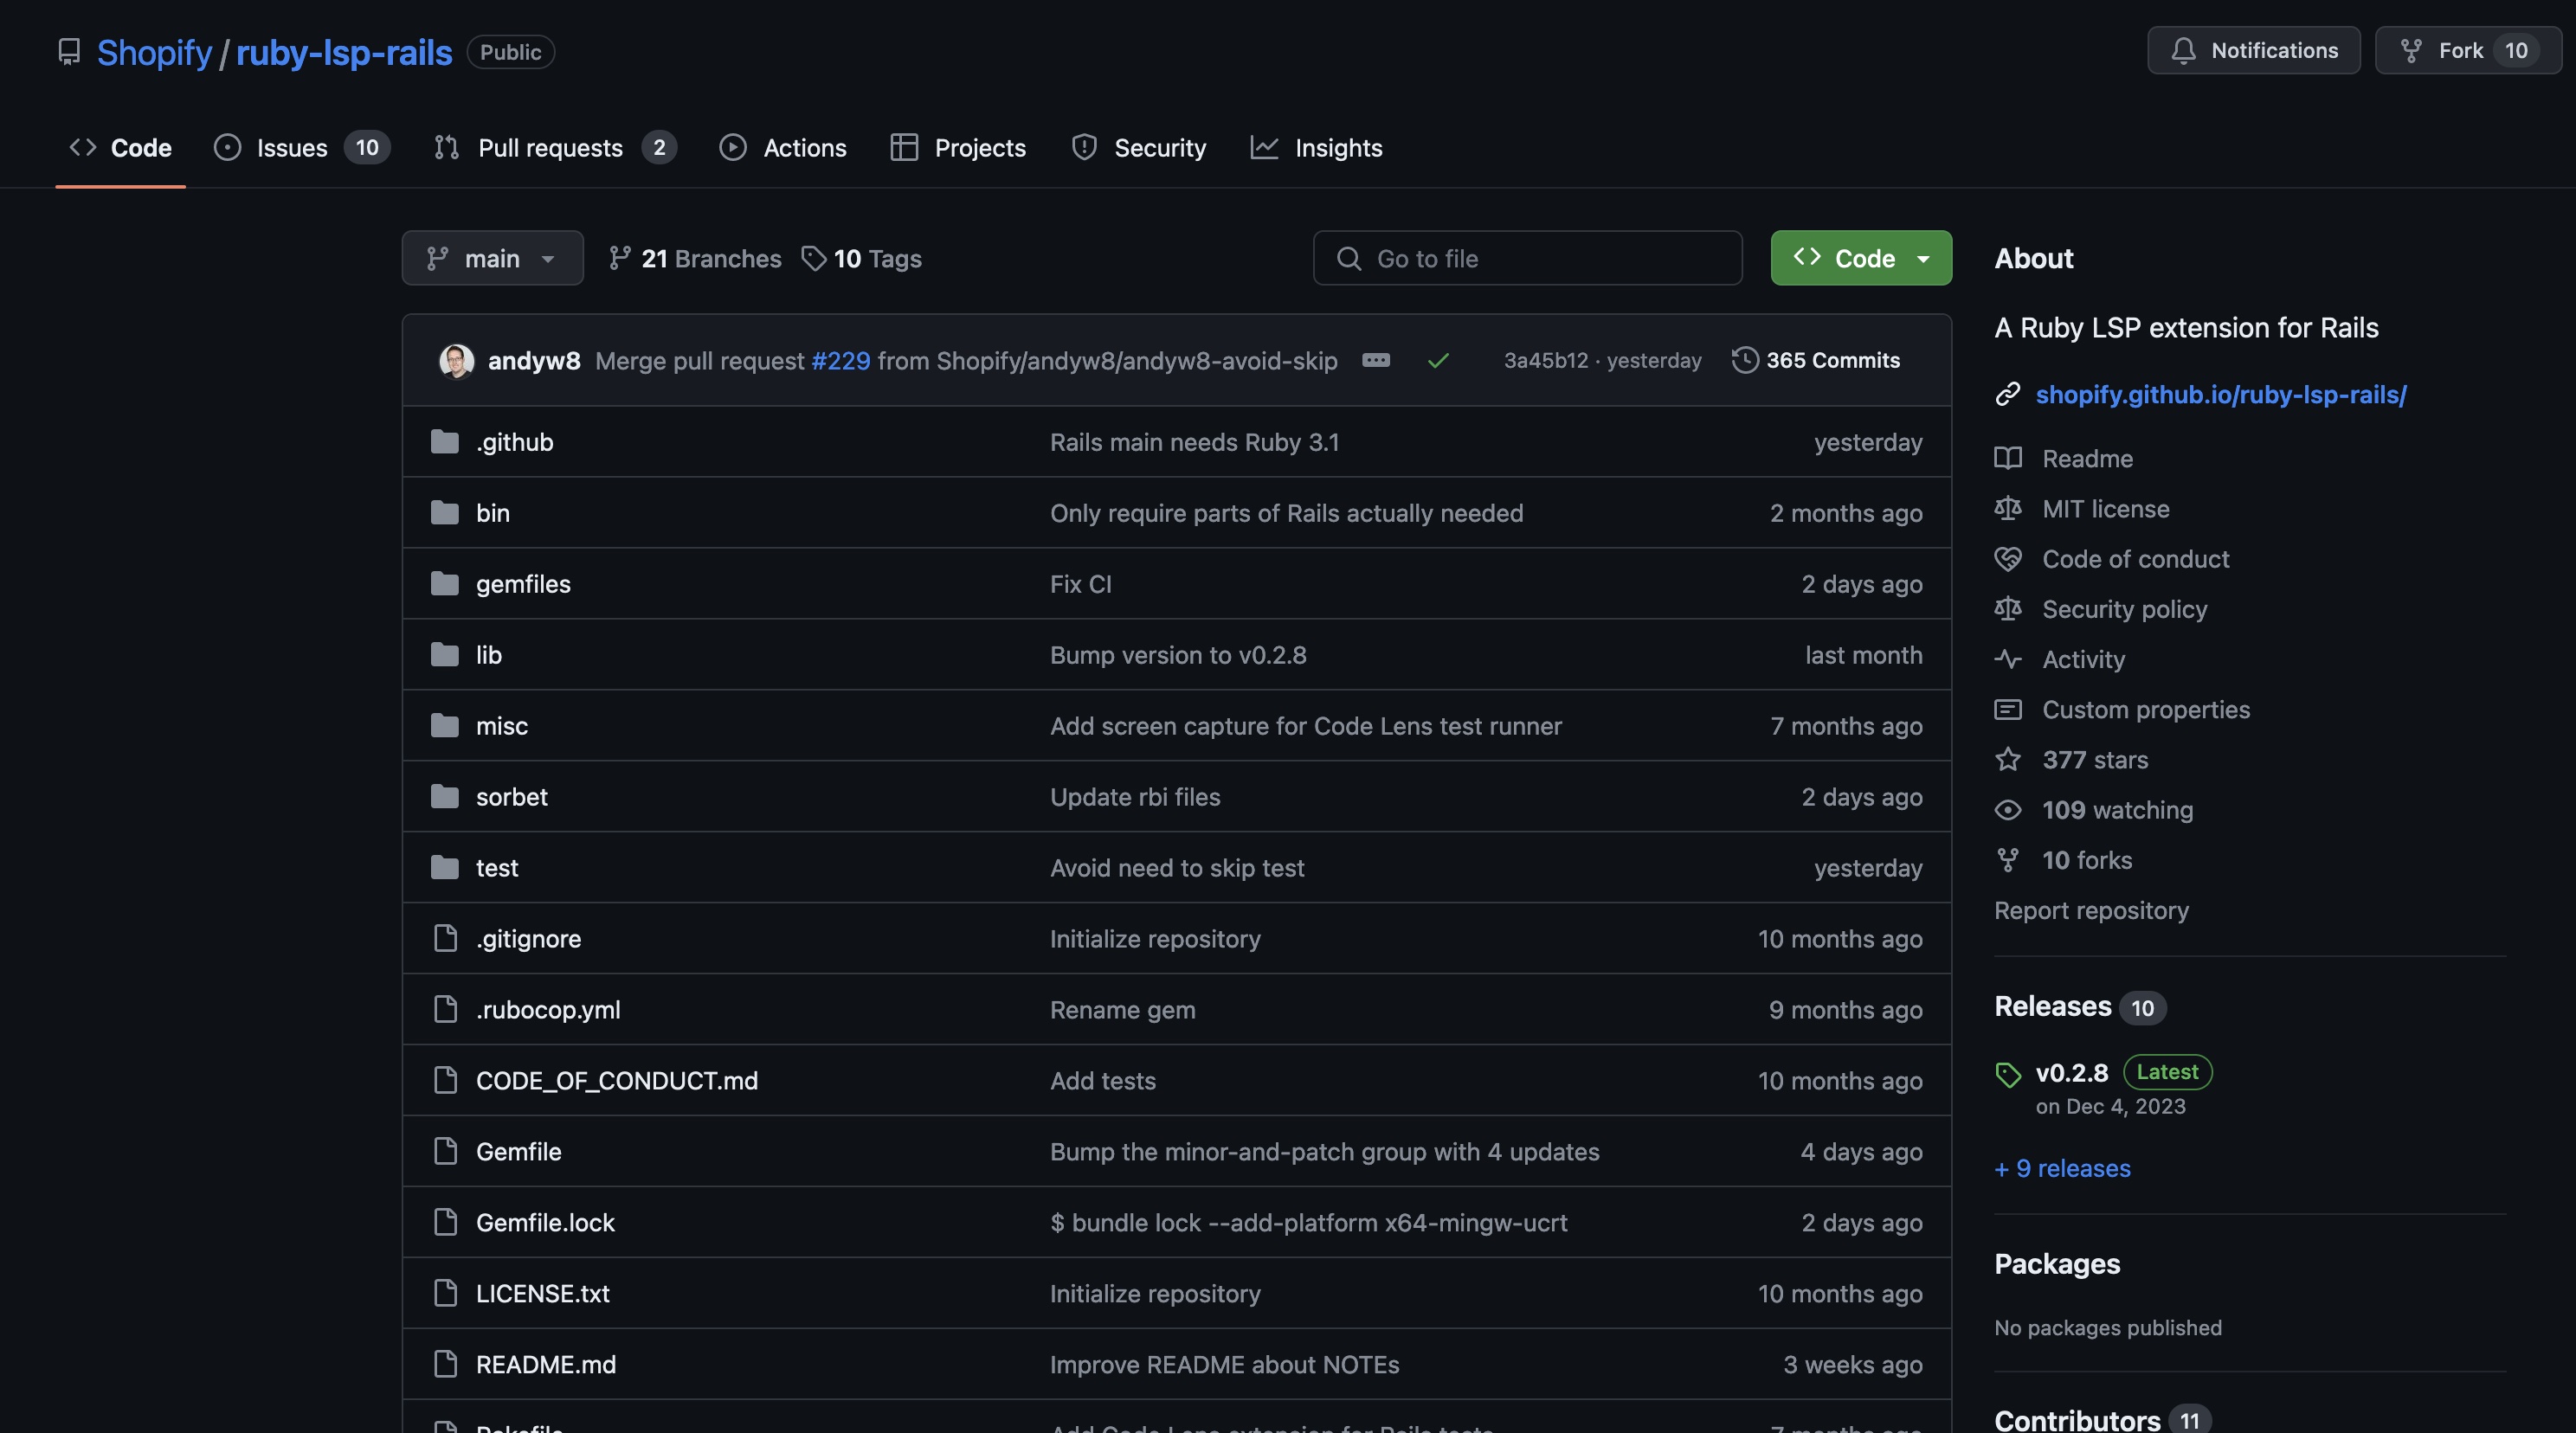 Shopify / ruby-lsp-rails Public
Notifications
Fork 10
Code
Issues 10
Pull requests 2
Actions
Projects
Security
Insights
main
21 Branches
10 Tags
Go to file
Code
andyw8 Merge pull request #229 from Shopify/andyw8/andyw8-avoid-skip
3a45b12 · yesterday
365 Commits
.github Rails main needs Ruby 3.1 yesterday
bin Only require parts of Rails actually needed 2 months ago
gemfiles Fix CI 2 days ago
lib Bump version to v0.2.8 last month
misc Add screen capture for Code Lens test runner 7 months ago
sorbet Update rbi files 2 days ago
test Avoid need to skip test yesterday
.gitignore Initialize repository 10 months ago
.rubocop.yml Rename gem 9 months ago
CODE_OF_CONDUCT.md Add tests 10 months ago
Gemfile Bump the minor-and-patch group with 4 updates 4 days ago
Gemfile.lock $ bundle lock --add-platform x64-mingw-ucrt 2 days ago
LICENSE.txt Initialize repository 10 months ago
README.md Improve README about NOTEs 3 weeks ago
Rakefile Add Code Lens extension for Rails tests 7 months ago
About
A Ruby LSP extension for Rails
shopify.github.io/ruby-lsp-rails/
Readme
MIT license
Code of conduct
Security policy
Activity
Custom properties
377 stars
109 watching
10 forks
Report repository
Releases 10
v0.2.8 Latest
on Dec 4, 2023
+ 9 releases
Packages
No packages published
Contributors 11